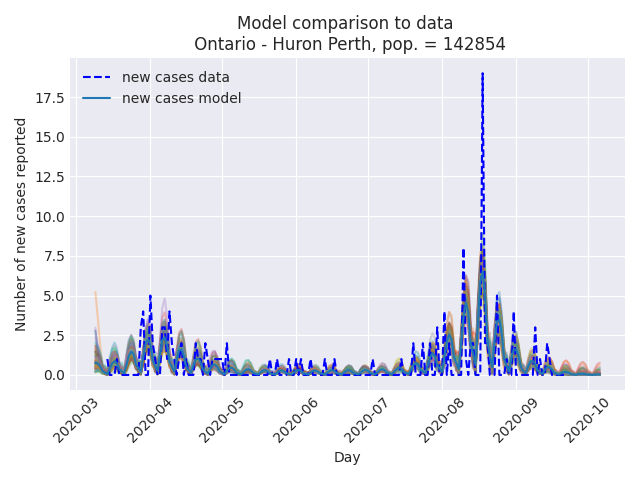 Model comparison to data
Ontario - Huron Perth, pop. = 142854
new cases data
new cases model
Number of new cases reported
17.5
15.0
12.5
10.0
7.5
5.0
2.5
0.0
2020-03
2020-04
2020-05
2020-06
2020-07
2020-08
2020-09
2020-10
Day